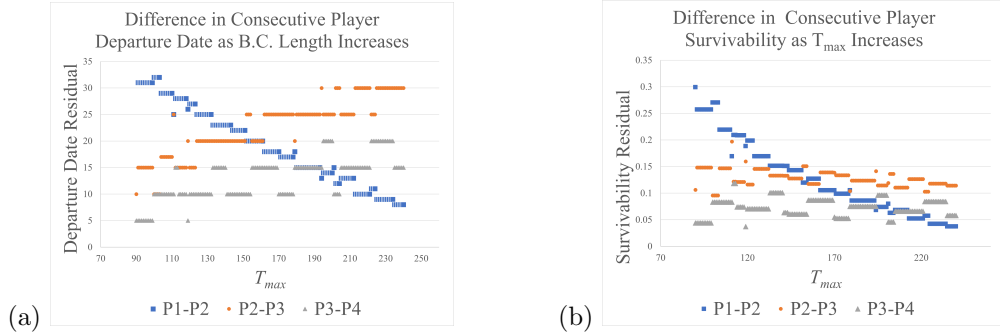 Difference in Consecutive Player
Departure Date as B.C. Length Increases
Departure Date Residual
35
30
25
20
15
10
5
0
70 90 110 130 150 170 190 210 230 250
T_max
P1-P2 P2-P3 P3-P4
(a)
Difference in Consecutive Player
Survivability as T_max Increases
Survivability Residual
0.35
0.3
0.25
0.2
0.15
0.1
0.05
0
70 120 170 220
T_max
P1-P2 P2-P3 P3-P4
(b)